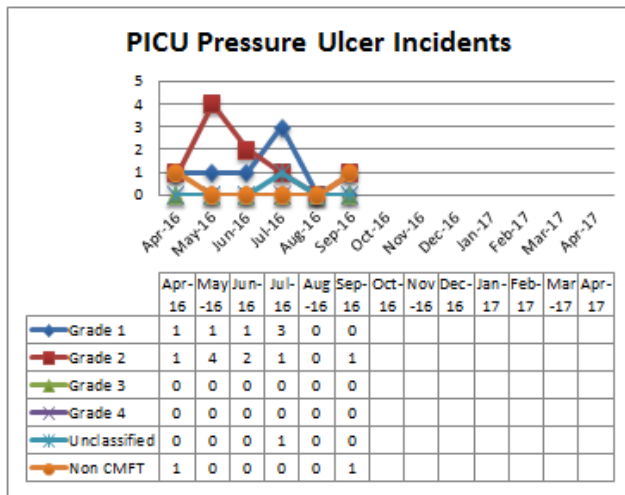 PICU Pressure Ulcer Incidents
5
4
3
2
1
0
Apr-16 May-16 Jun-16 Jul-16 Aug-16 Sep-16 Oct-16 Nov-16 Dec-16 Jan-17 Feb-17 Mar-17 Apr-17
Apr- May Jun- Jul- Aug Sep- Oct- Nov Dec- Jan- Feb- Mar Apr-
16 -16 16 16 -16 16 16 -16 16 17 17 -17 17
Grade 1 1 1 1 3 0 0
Grade 2 1 4 2 1 0 1
Grade 3 0 0 0 0 0 0
Grade 4 0 0 0 0 0 0
Unclassified 0 0 0 1 0 0
Non CMFT 1 0 0 0 0 1